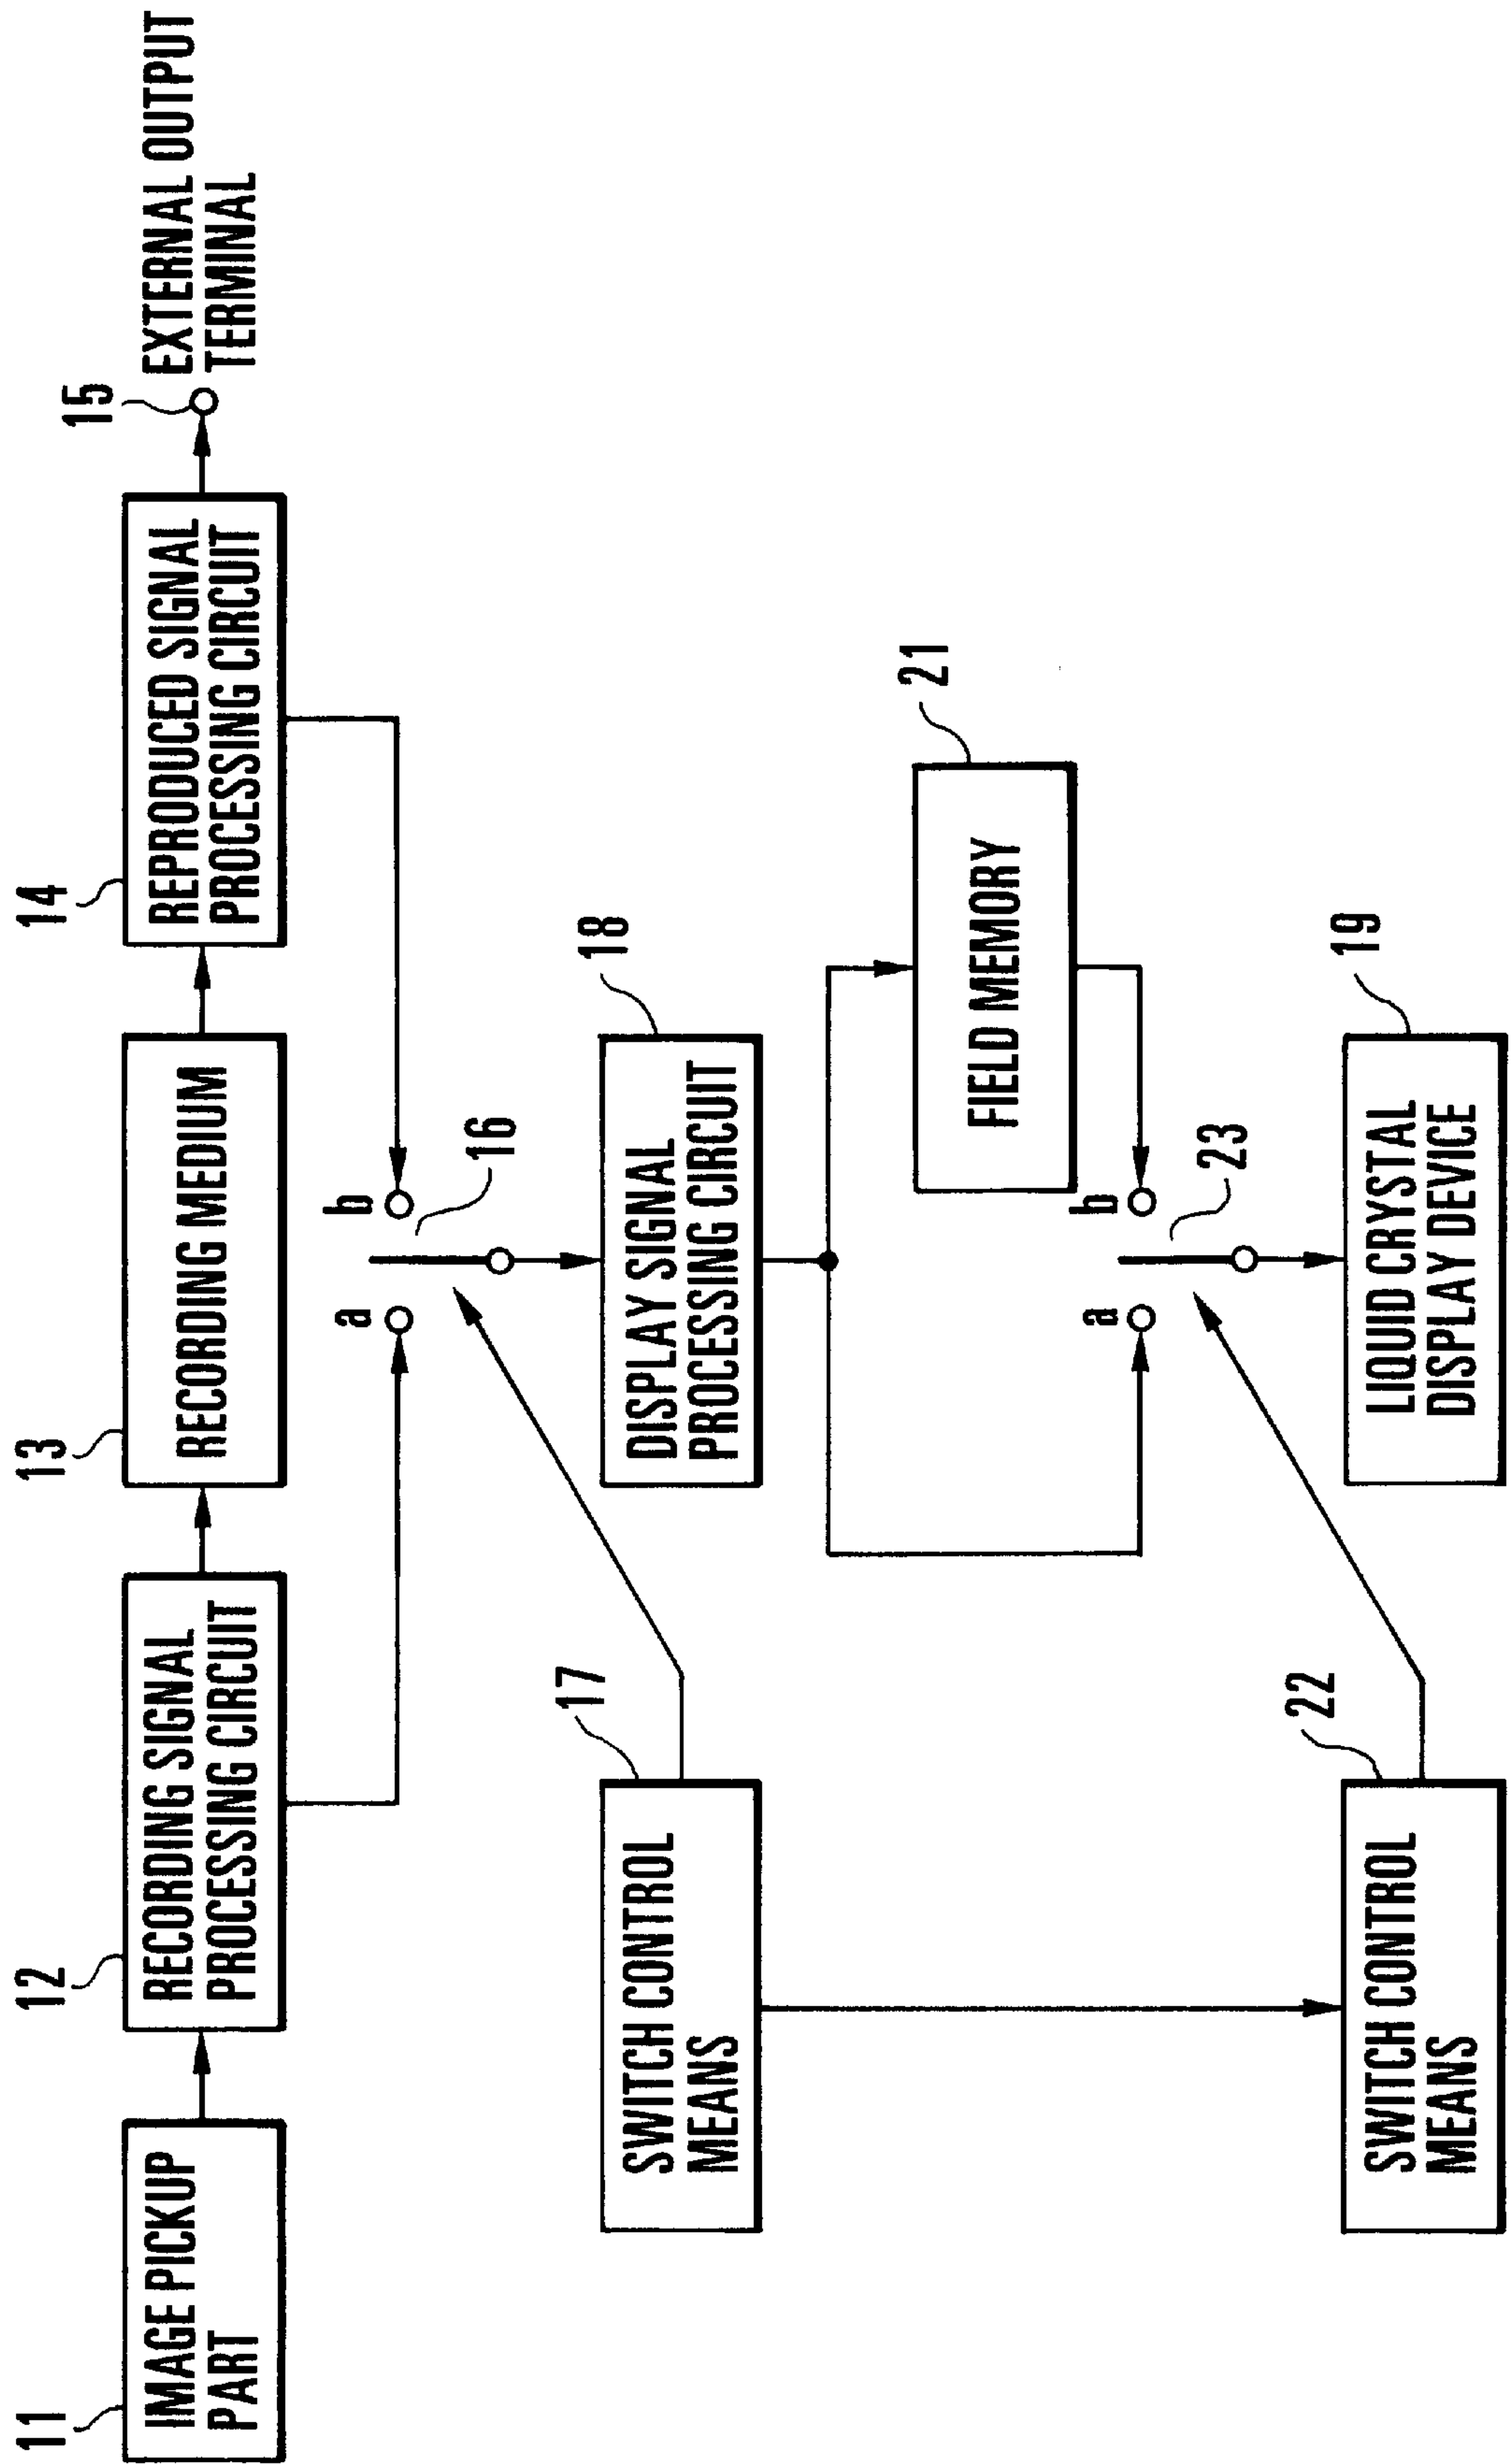 11
IMAGE PICKUP
PART
12
RECORDING SIGNAL
PROCESSING CIRCUIT
13
RECORDING MEDIUM
14
REPRODUCED SIGNAL
PROCESSING CIRCUIT
15
EXTERNAL OUTPUT
TERMINAL
a
b
16
17
SWITCH CONTROL
MEANS
18
DISPLAY SIGNAL
PROCESSING CIRCUIT
21
FIELD MEMORY
a
b
23
22
SWITCH CONTROL
MEANS
19
LIQUID CRYSTAL
DISPLAY DEVICE